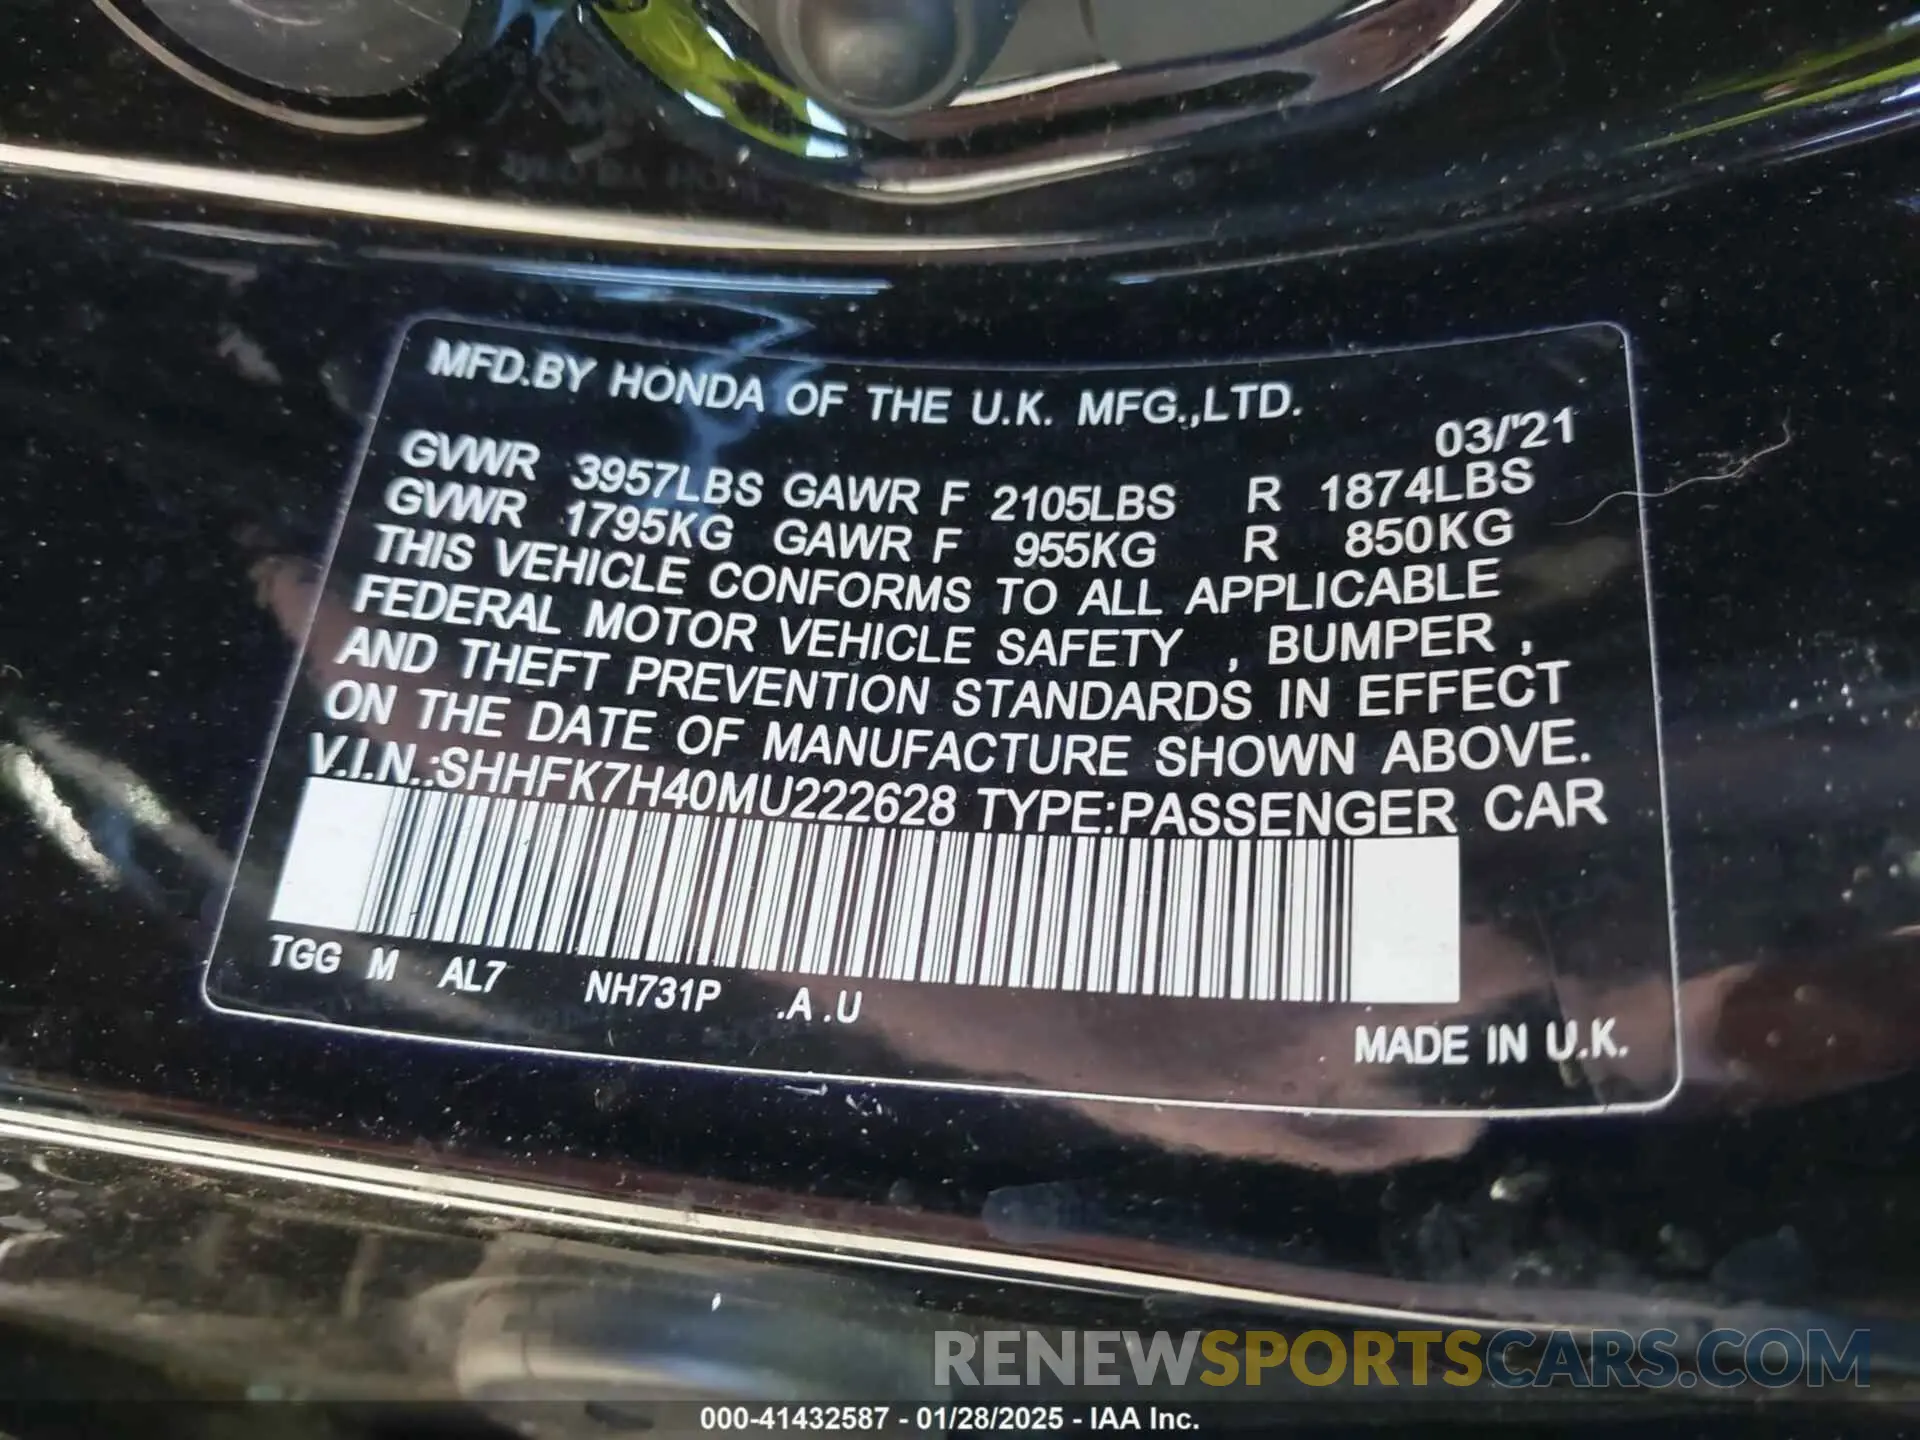 MFD.BY HONDA OF THE U.K. MFG.,LTD.
03/'21
GVWR 3957LBS GAWR F 2105LBS R 1874LBS
GVWR 1795KG GAWR F 955KG R 850KG
THIS VEHICLE CONFORMS TO ALL APPLICABLE
FEDERAL MOTOR VEHICLE SAFETY , BUMPER ,
AND THEFT PREVENTION STANDARDS IN EFFECT
ON THE DATE OF MANUFACTURE SHOWN ABOVE.
V.I.N.:SHHFK7H40MU222628 TYPE:PASSENGER CAR
TGG M AL7 NH731P .A .U
MADE IN U.K.
RENEWSPORTSCARS.COM
000-41432587 - 01/28/2025 - IAA Inc.